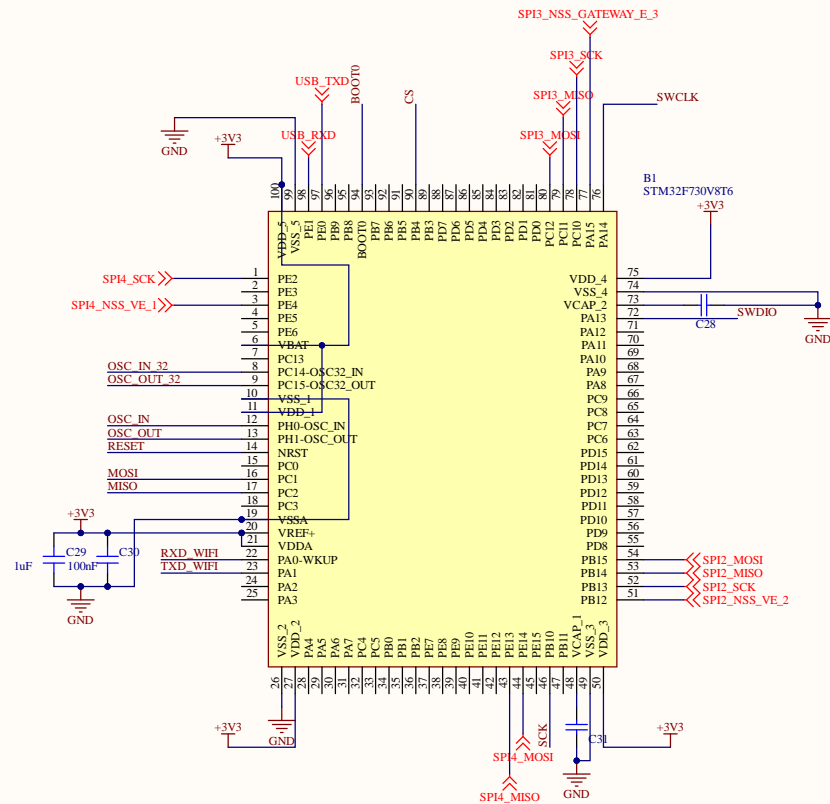 SPI3_NSS_GATEWAY_E_3
SPI3_SCK
SPI3_MISO
SPI3_MOSI
SWCLK
USB_TXD
BOOT0
CS
USB_RXD
GND
+3V3
B1
STM32F730V8T6
+3V3
100 99 98 97 96 95 94 93 92 91 90 89 88 87 86 85 84 83 82 81 80 79 78 77 76
VDD_5 VSS_5 PE1 PE0 PB9 PB8 BOOT0 PB7 PB6 PB5 PB4 PB3 PD7 PD6 PD5 PD4 PD3 PD2 PD1 PD0 PC12 PC11 PC10 PA15 PA14
SPI4_SCK 1 PE2
2 PE3
SPI4_NSS_VE_1 3 PE4
4 PE5
5 PE6
6 VBAT
7 PC13
OSC_IN_32 8 PC14-OSC32_IN
OSC_OUT_32 9 PC15-OSC32_OUT
10 VSS_1
11 VDD_1
OSC_IN 12 PH0-OSC_IN
OSC_OUT 13 PH1-OSC_OUT
RESET 14 NRST
15 PC0
MOSI 16 PC1
MISO 17 PC2
18 PC3
19 VSSA
20 VREF+
21 VDDA
RXD_WIFI 22 PA0-WKUP
TXD_WIFI 23 PA1
24 PA2
25 PA3
+3V3
C29
1uF
C30
100nF
GND
VDD_4 75
VSS_4 74
VCAP_2 73
PA13 72 SWDIO
PA12 71
PA11 70
PA10 69
PA9 68
PA8 67
PC9 66
PC8 65
PC7 64
PC6 63
PD15 62
PD14 61
PD13 60
PD12 59
PD11 58
PD10 57
PD9 56
PD8 55
PB15 54 SPI2_MOSI
PB14 53 SPI2_MISO
PB13 52 SPI2_SCK
PB12 51 SPI2_NSS_VE_2
C28
GND
VSS_2 VDD_2 PA4 PA5 PA6 PA7 PC4 PC5 PB0 PB1 PB2 PE7 PE8 PE9 PE10 PE11 PE12 PE13 PE14 PE15 PB10 PB11 VCAP_1 VSS_3 VDD_3
26 27 28 29 30 31 32 33 34 35 36 37 38 39 40 41 42 43 44 45 46 47 48 49 50
+3V3
GND
SPI4_MOSI
SCK
C31
+3V3
GND
SPI4_MISO